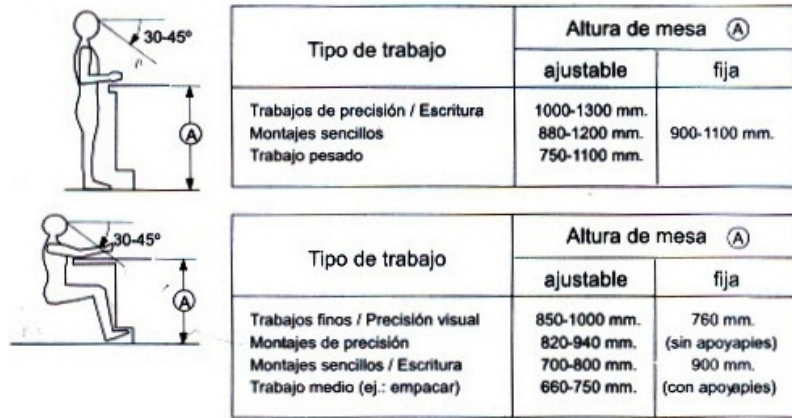 30-45º
A
Tipo de trabajo
Altura de mesa A
ajustable
fija
Trabajos de precisión / Escritura 1000-1300 mm.
Montajes sencillos 880-1200 mm. 900-1100 mm.
Trabajo pesado 750-1100 mm.
30-45º
A
Tipo de trabajo
Altura de mesa A
ajustable
fija
Trabajos finos / Precisión visual 850-1000 mm. 760 mm.
Montajes de precisión 820-940 mm. (sin apoyapies)
Montajes sencillos / Escritura 700-800 mm. 900 mm.
Trabajo medio (ej.: empacar) 660-750 mm. (con apoyapies)